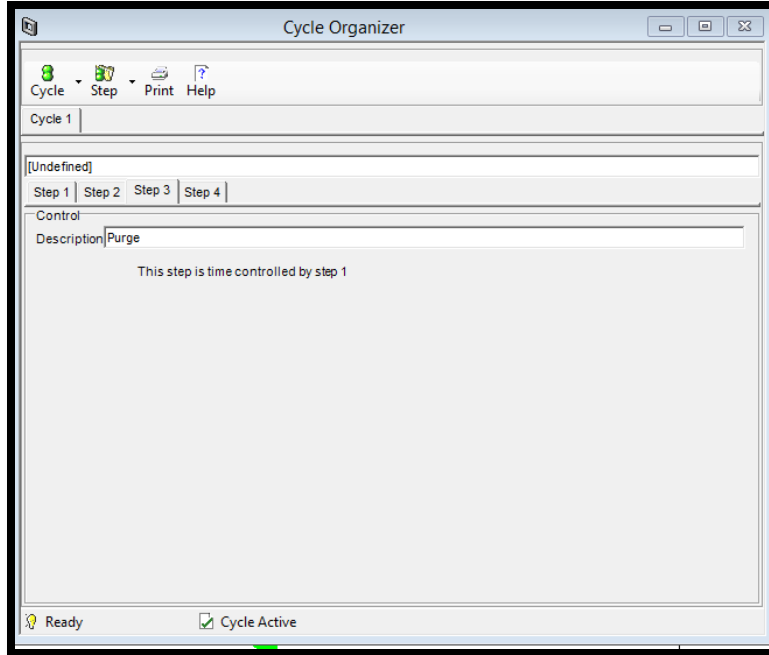 Cycle Organizer
Cycle Step Print Help
Cycle 1
[Undefined]
Step 1 Step 2 Step 3 Step 4
Control
Description Purge
This step is time controlled by step 1
Ready Cycle Active